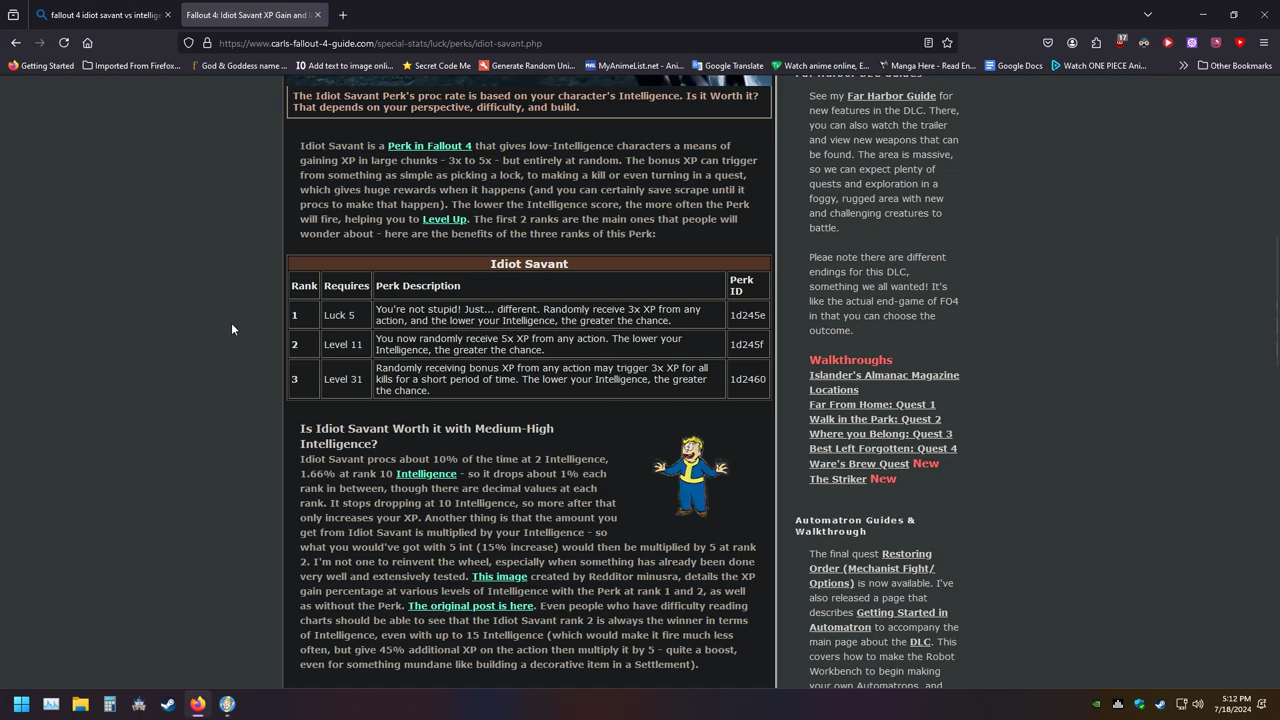 fallout 4 idiot savant vs intellige
Fallout 4: Idiot Savant XP Gain and I
https://www.carls-fallout-4-guide.com/special-stats/luck/perks/idiot-savant.php
37
Getting Started
Imported From Firefox...
God & Goddess name ...
Add text to image onlin...
Secret Code Me
Generate Random Uni...
MyAnimeList.net - Ani...
Google Translate
Watch anime online, ...
Manga Here - Read En...
Google Docs
Watch ONE PIECE Ani...
Other Bookmarks
The Idiot Savant Perk's proc rate is based on your character's Intelligence. Is it Worth it?
That depends on your perspective, difficulty, and build.
Idiot Savant is a Perk in Fallout 4 that gives low-Intelligence characters a means of
gaining XP in large chunks - 3x to 5x - but entirely at random. The bonus XP can trigger
from something as simple as picking a lock, to making a kill or even turning in a quest,
which gives huge rewards when it happens (and you can certainly save scrape until it
procs to make that happen). The lower the Intelligence score, the more often the Perk
will fire, helping you to Level Up. The first 2 ranks are the main ones that people will
wonder about - here are the benefits of the three ranks of this Perk:
Idiot Savant
Rank Requires Perk Description Perk
ID
1 Luck 5 You're not stupid! Just... different. Randomly receive 3x XP from any
action, and the lower your Intelligence, the greater the chance. 1d245e
2 Level 11 You now randomly receive 5x XP from any action. The lower your
Intelligence, the greater the chance. 1d245f
3 Level 31 Randomly receiving bonus XP from any action may trigger 3x XP for all
kills for a short period of time. The lower your Intelligence, the greater
the chance. 1d2460
Is Idiot Savant Worth it with Medium-High
Intelligence?
Idiot Savant procs about 10% of the time at 2 Intelligence,
1.66% at rank 10 Intelligence - so it drops about 1% each
rank in between, though there are decimal values at each
rank. It stops dropping at 10 Intelligence, so more after that
only increases your XP. Another thing is that the amount you
get from Idiot Savant is multiplied by your Intelligence - so
what you would've got with 5 int (15% increase) would then be multiplied by 5 at rank
2. I'm not one to reinvent the wheel, especially when something has already been done
very well and extensively tested. This image created by Redditor minusra, details the XP
gain percentage at various levels of Intelligence with the Perk at rank 1 and 2, as well
as without the Perk. The original post is here. Even people who have difficulty reading
charts should be able to see that the Idiot Savant rank 2 is always the winner in terms
of Intelligence, even with up to 15 Intelligence (which would make it fire much less
often, but give 45% additional XP on the action then multiply it by 5 - quite a boost,
even for something mundane like building a decorative item in a Settlement).
Far Harbor DLC Guides
See my Far Harbor Guide for
new features in the DLC. There,
you can also watch the trailer
and view new weapons that can
be found. The area is massive,
so we can expect plenty of
quests and exploration in a
foggy, rugged area with new
and challenging creatures to
battle.
Pleae note there are different
endings for this DLC,
something we all wanted! It's
like the actual end-game of FO4
in that you can choose the
outcome.
Walkthroughs
Islander's Almanac Magazine
Locations
Far From Home: Quest 1
Walk in the Park: Quest 2
Where you Belong: Quest 3
Best Left Forgotten: Quest 4
Ware's Brew Quest New
The Striker New
Automatron Guides &
Walkthrough
The final quest Restoring
Order (Mechanist Fight/
Options) is now available. I've
also released a page that
describes Getting Started in
Automatron to accompany the
main page about the DLC. This
covers how to make the Robot
Workbench to begin making
your own Automatrons, and
5:12 PM
7/18/2024